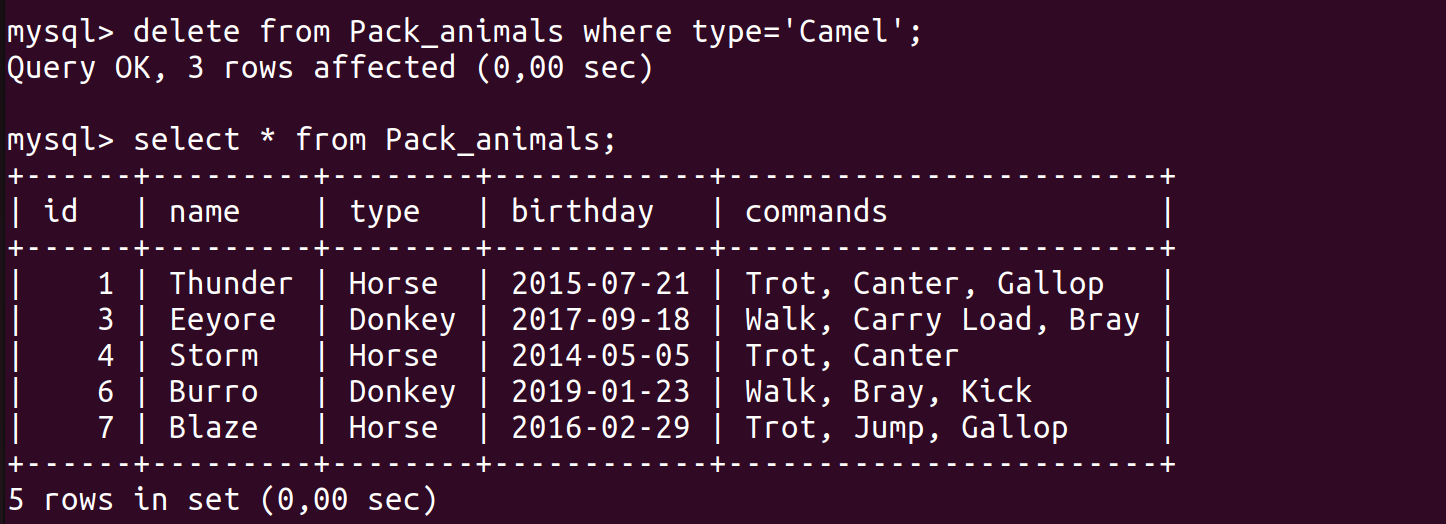 mysql> delete from Pack_animals where type='Camel';
Query OK, 3 rows affected (0,00 sec)

mysql> select * from Pack_animals;
+------+---------+--------+------------+------------------------+
| id   | name    | type   | birthday   | commands               |
+------+---------+--------+------------+------------------------+
|    1 | Thunder | Horse  | 2015-07-21 | Trot, Canter, Gallop   |
|    3 | Eeyore  | Donkey | 2017-09-18 | Walk, Carry Load, Bray |
|    4 | Storm   | Horse  | 2014-05-05 | Trot, Canter           |
|    6 | Burro   | Donkey | 2019-01-23 | Walk, Bray, Kick       |
|    7 | Blaze   | Horse  | 2016-02-29 | Trot, Jump, Gallop     |
+------+---------+--------+------------+------------------------+
5 rows in set (0,00 sec)